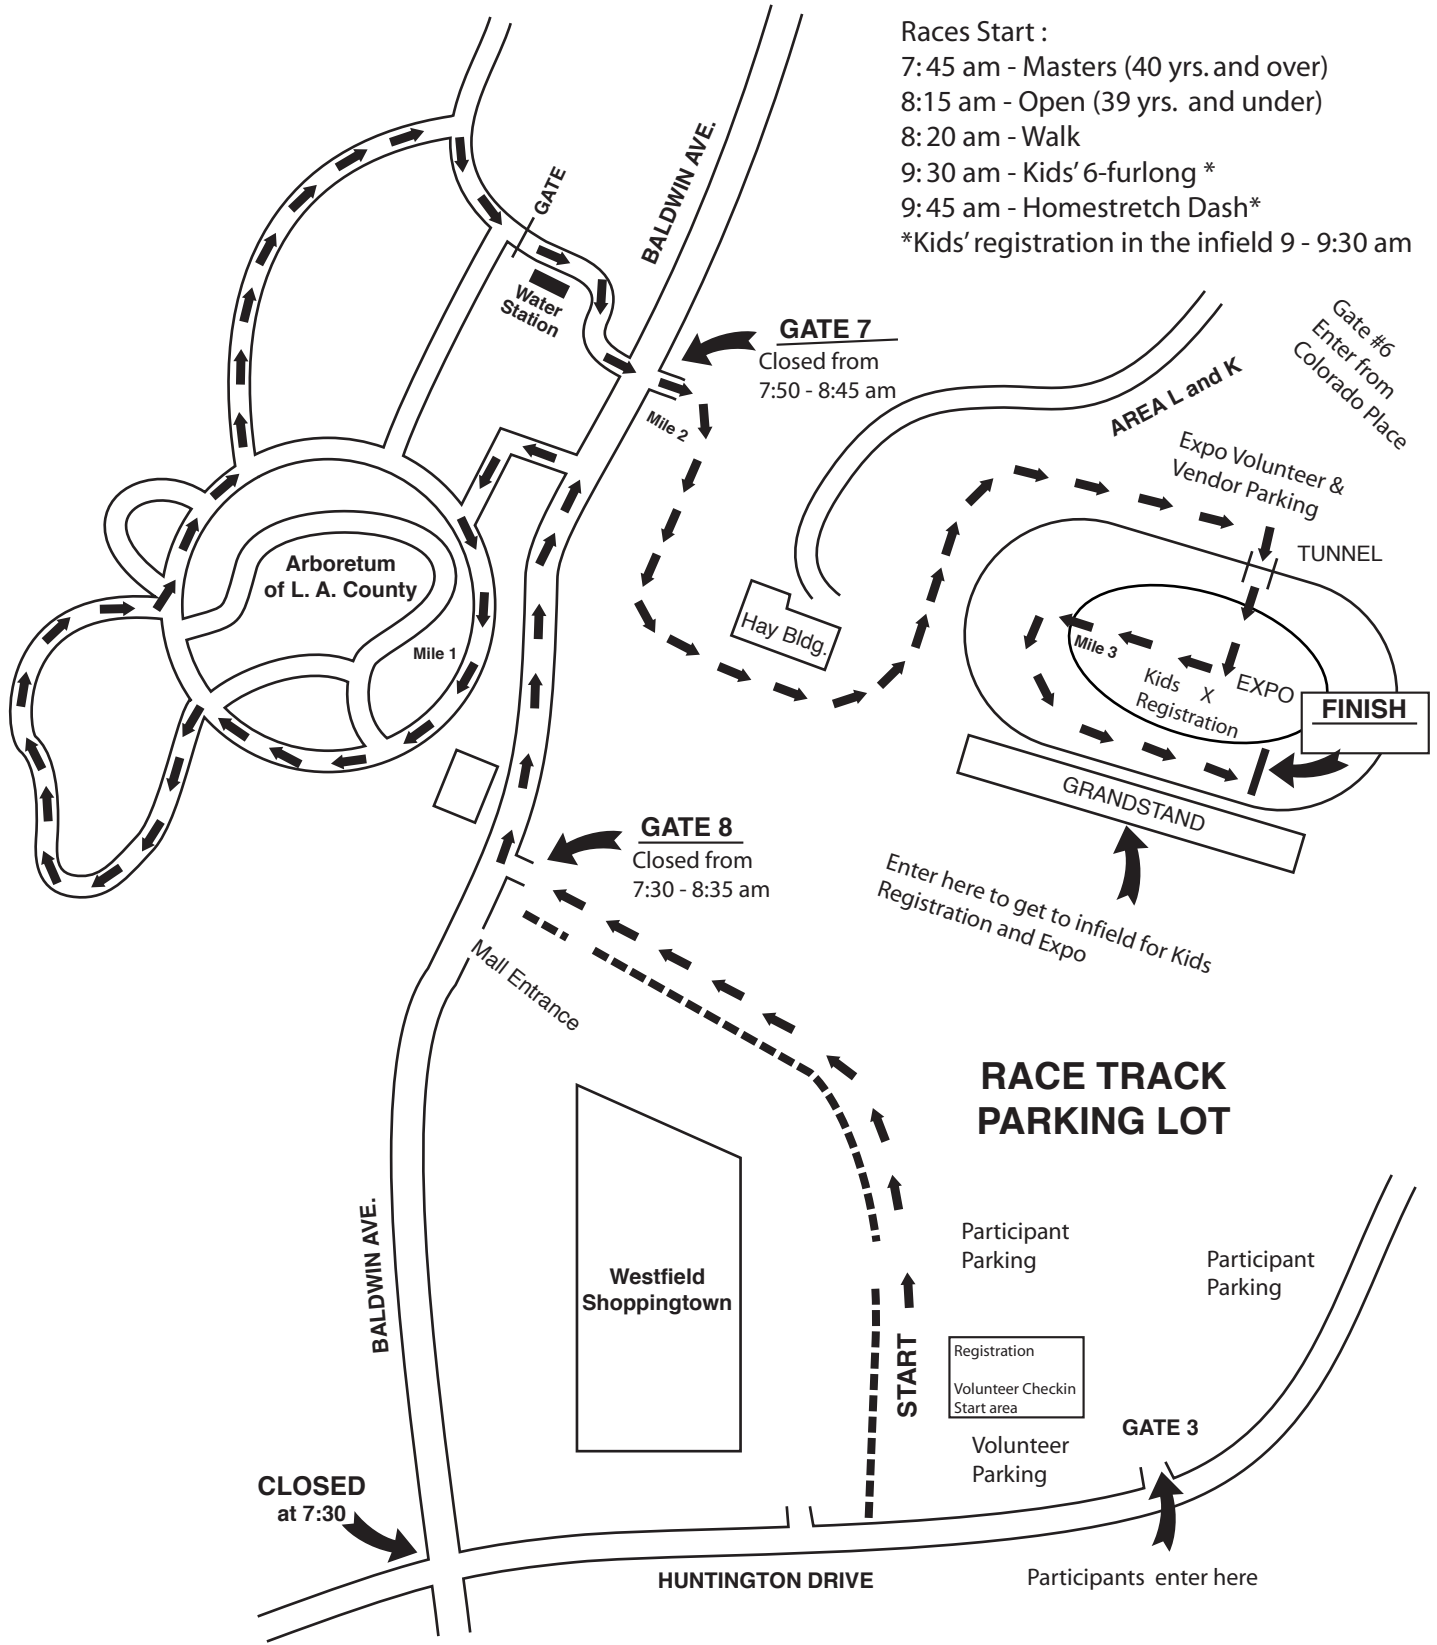 Races Start :
7:45 am - Masters (40 yrs. and over)
8:15 am - Open (39 yrs. and under)
8:20 am - Walk
9:30 am - Kids' 6-furlong *
9:45 am - Homestretch Dash*
*Kids' registration in the infield 9 - 9:30 am
BALDWIN AVE.
GATE
Water
Station
GATE 7
Closed from
7:50 - 8:45 am
Mile 2
Gate #6
Enter from
Colorado Place
AREA L and K
Expo Volunteer &
Vendor Parking
TUNNEL
Arboretum
of L. A. County
Mile 1
Hay Bldg.
Mile 3
Kids X
Registration
EXPO
FINISH
GRANDSTAND
GATE 8
Closed from
7:30 - 8:35 am
Enter here to get to infield for Kids
Registration and Expo
Mall Entrance
RACE TRACK
PARKING LOT
BALDWIN AVE.
Westfield
Shoppingtown
Participant
Parking
Participant
Parking
START
Registration
Volunteer Checkin
Start area
Volunteer
Parking
GATE 3
CLOSED
at 7:30
HUNTINGTON DRIVE
Participants enter here